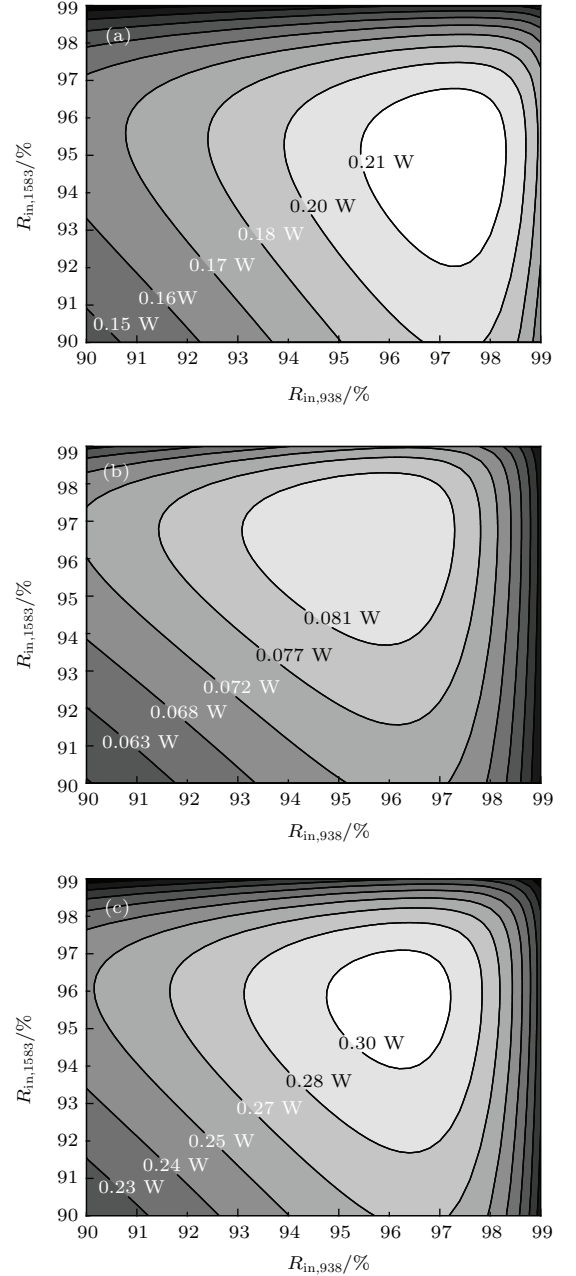 99
(a)
98
97
96
95
0.21 W
94
0.20 W
93
0.18 W
92
0.17 W
91
0.16W
0.15 W
90
90 91 92 93 94 95 96 97 98 99
R_in,1583/%
R_in,938/%
99
(b)
98
97
96
95
0.081 W
94
0.077 W
93
0.072 W
92
0.068 W
91
0.063 W
90
90 91 92 93 94 95 96 97 98 99
R_in,1583/%
R_in,938/%
99
(c)
98
97
96
95
0.30 W
94
0.28 W
93
0.27 W
92
0.25 W
0.24 W
91
0.23 W
90
90 91 92 93 94 95 96 97 98 99
R_in,1583/%
R_in,938/%